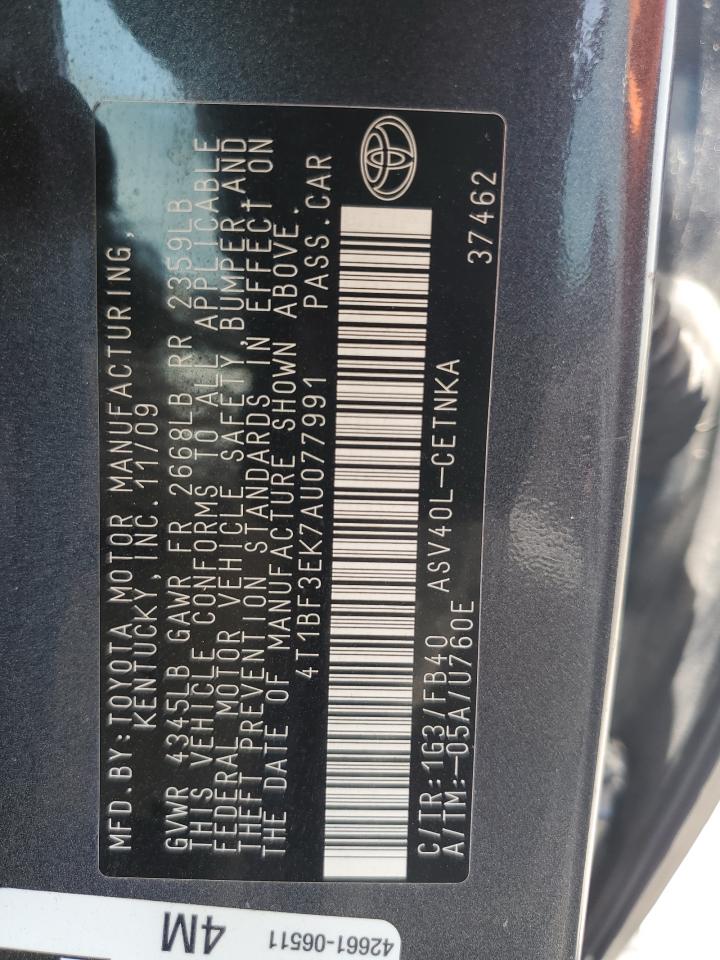 MFD.BY:TOYOTA MOTOR MANUFACTURING,
KENTUCKY,INC.11/09
GVWR 4345LB GAWR FR 2668LB RR 2359LB
THIS VEHICLE CONFORMS TO ALL APPLICABLE
FEDERAL MOTOR VEHICLE SAFETY,BUMPER,AND
THEFT PREVENTION STANDARDS IN EFFECT ON
THE DATE OF MANUFACTURE SHOWN ABOVE.
4T1BF3EK7AU077991 PASS.CAR
C/TR:1G3/FB40 ASV40L-CETNKA
A/TM:-05A/U760E 37462
4M
42661-06511